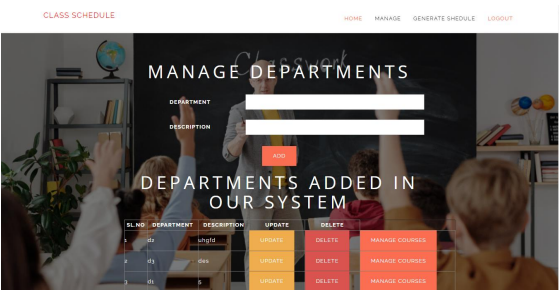 CLASS SCHEDULE
HOME MANAGE GENERATE SHEDULE LOGOUT
Classwork
MANAGE DEPARTMENTS
DEPARTMENT
DESCRIPTION
ADD
DEPARTMENTS ADDED IN
OUR SYSTEM
SL.NO DEPARTMENT DESCRIPTION UPDATE DELETE
1 d2 uhgfd UPDATE DELETE MANAGE COURSES
2 d3 des UPDATE DELETE MANAGE COURSES
3 d1 s UPDATE DELETE MANAGE COURSES